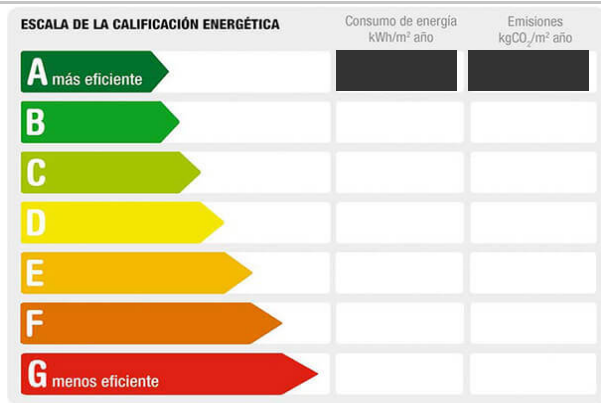 ESCALA DE LA CALIFICACIÓN ENERGÉTICA
Consumo de energía
kWh/m² año
Emisiones
kgCO₂/m² año
A más eficiente
B
C
D
E
F
G menos eficiente